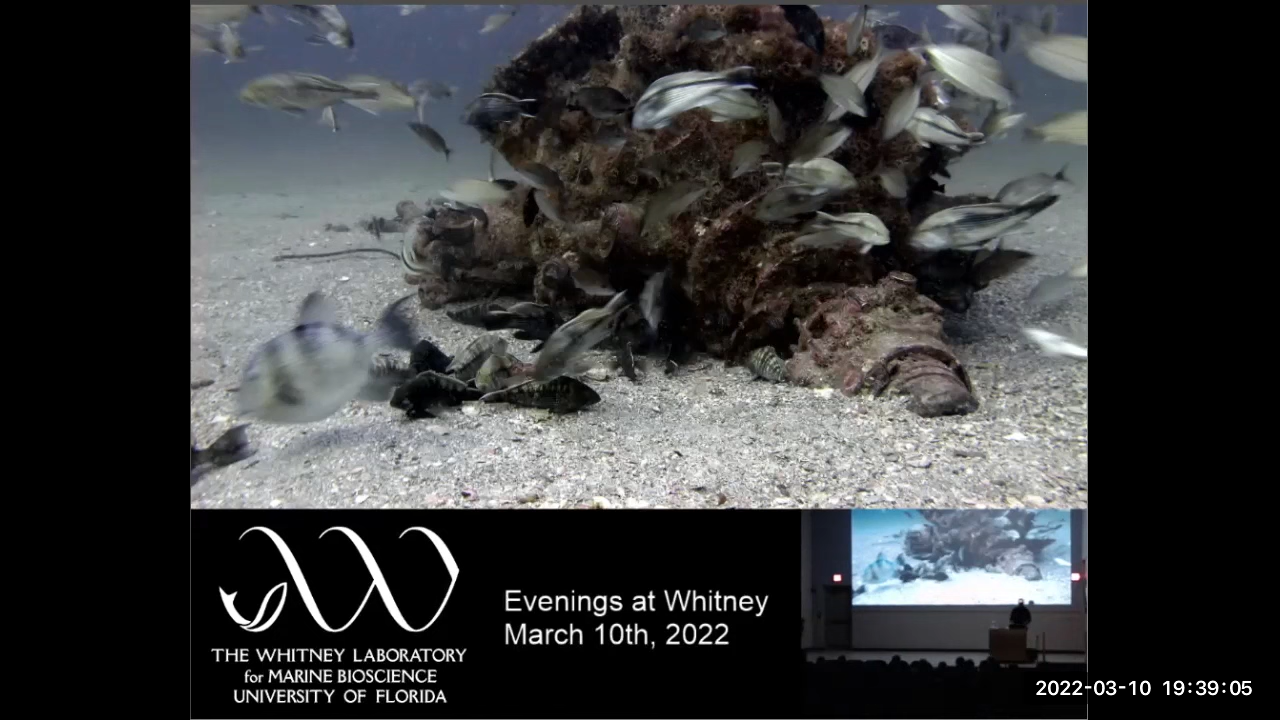 Evenings at Whitney
March 10th, 2022
THE WHITNEY LABORATORY
for MARINE BIOSCIENCE
UNIVERSITY OF FLORIDA
2022-03-10 19:39:05